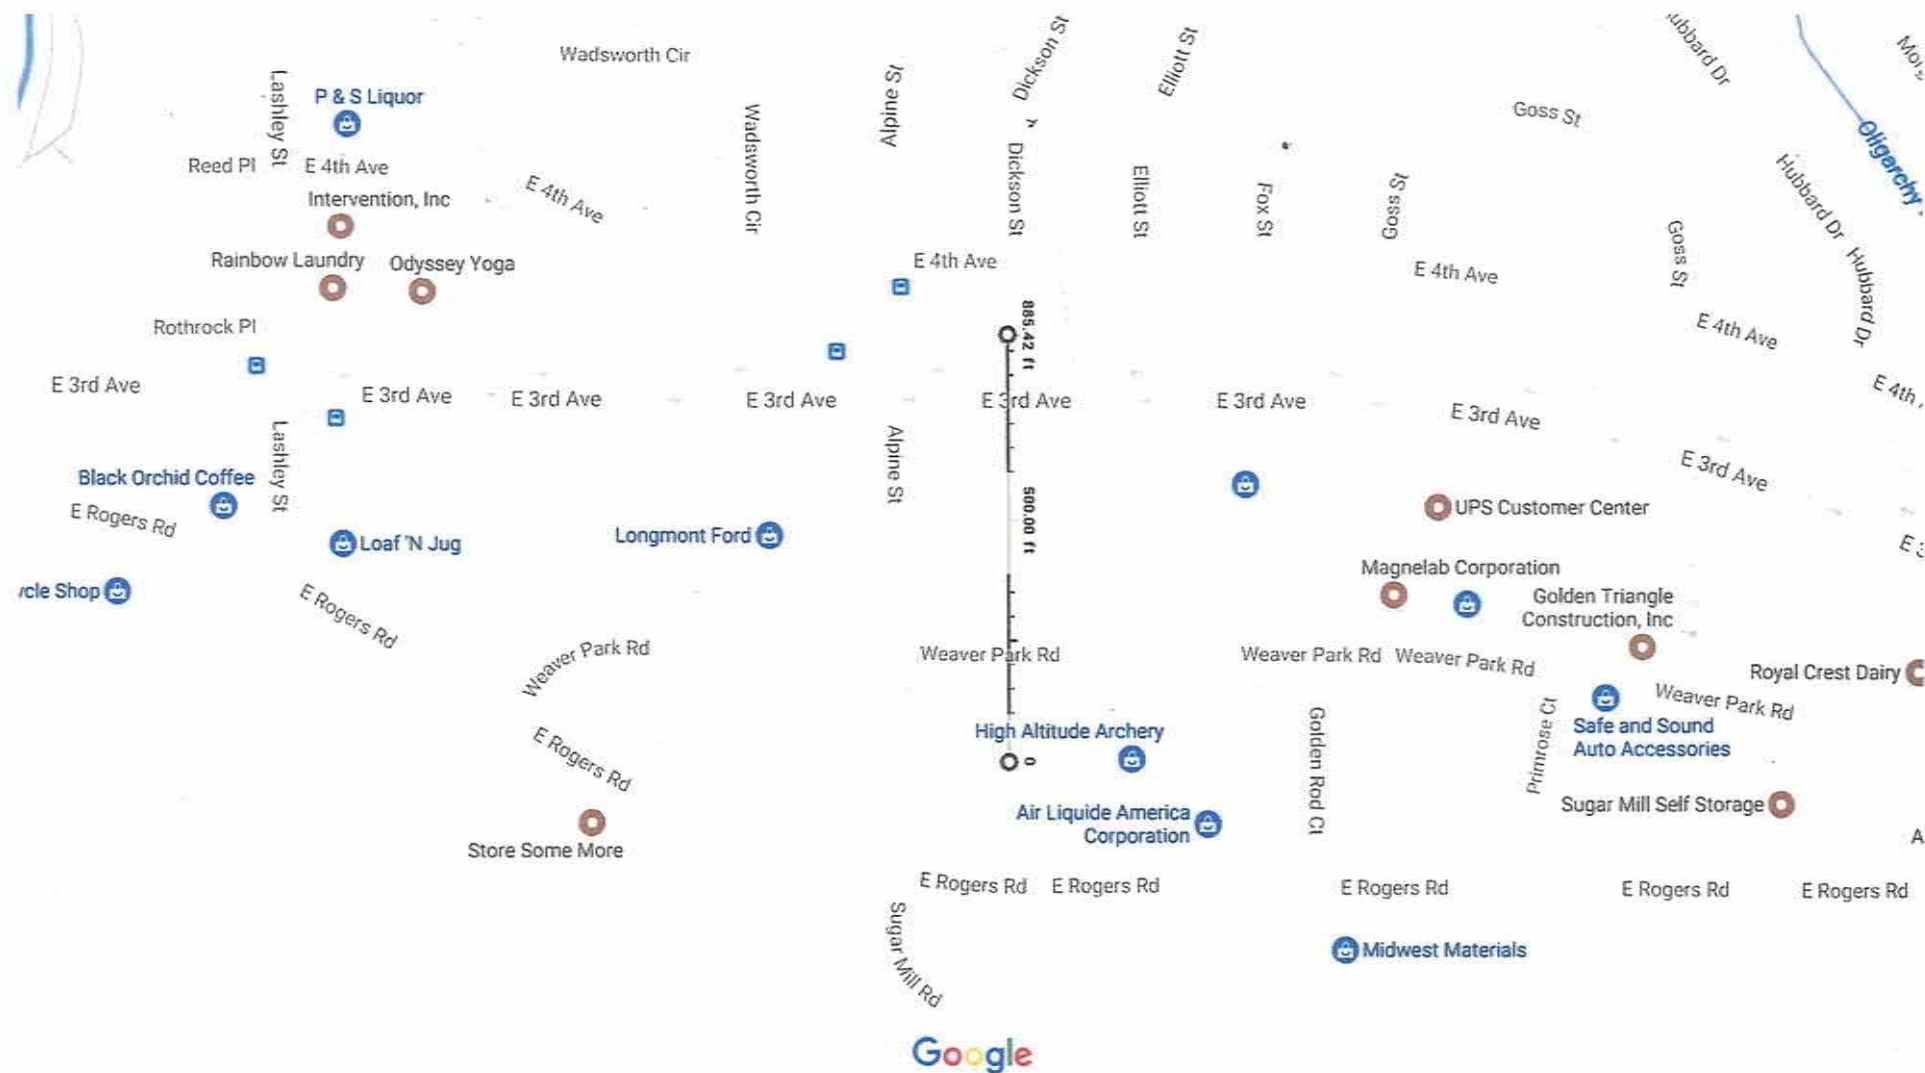 Wadsworth Cir
Dickson St
Elliott St
ubbard Dr
Lashley St
P & S Liquor
Alpine St
Wadsworth Cir
Goss St
Oligarchy
Reed Pl
E 4th Ave
Intervention, Inc
E 4th Ave
Dickson St
Elliott St
Fox St
Goss St
Hubbard Dr
Goss St
Hubbard Dr
Rainbow Laundry
Odyssey Yoga
E 4th Ave
E 4th Ave
E 4th Ave
Rothrock Pl
885.42 ft
E 3rd Ave
E 3rd Ave
E 3rd Ave
E 3rd Ave
E 3rd Ave
E 3rd Ave
E 3rd Ave
E 4th
Lashley St
Alpine St
E 3rd Ave
Black Orchid Coffee
E Rogers Rd
500.00 ft
UPS Customer Center
Loaf 'N Jug
Longmont Ford
E 3
Magnelab Corporation
rcle Shop
E Rogers Rd
Golden Triangle
Construction, Inc
Weaver Park Rd
Weaver Park Rd
Weaver Park Rd
Weaver Park Rd
Royal Crest Dairy
Weaver Park Rd
High Altitude Archery
Golden Rod Ct
Primrose Ct
Safe and Sound
Auto Accessories
E Rogers Rd
0
Sugar Mill Self Storage
Air Liquide America
Corporation
A
Store Some More
E Rogers Rd
E Rogers Rd
E Rogers Rd
E Rogers Rd
E Rogers Rd
Sugar Mill Rd
Midwest Materials
Google